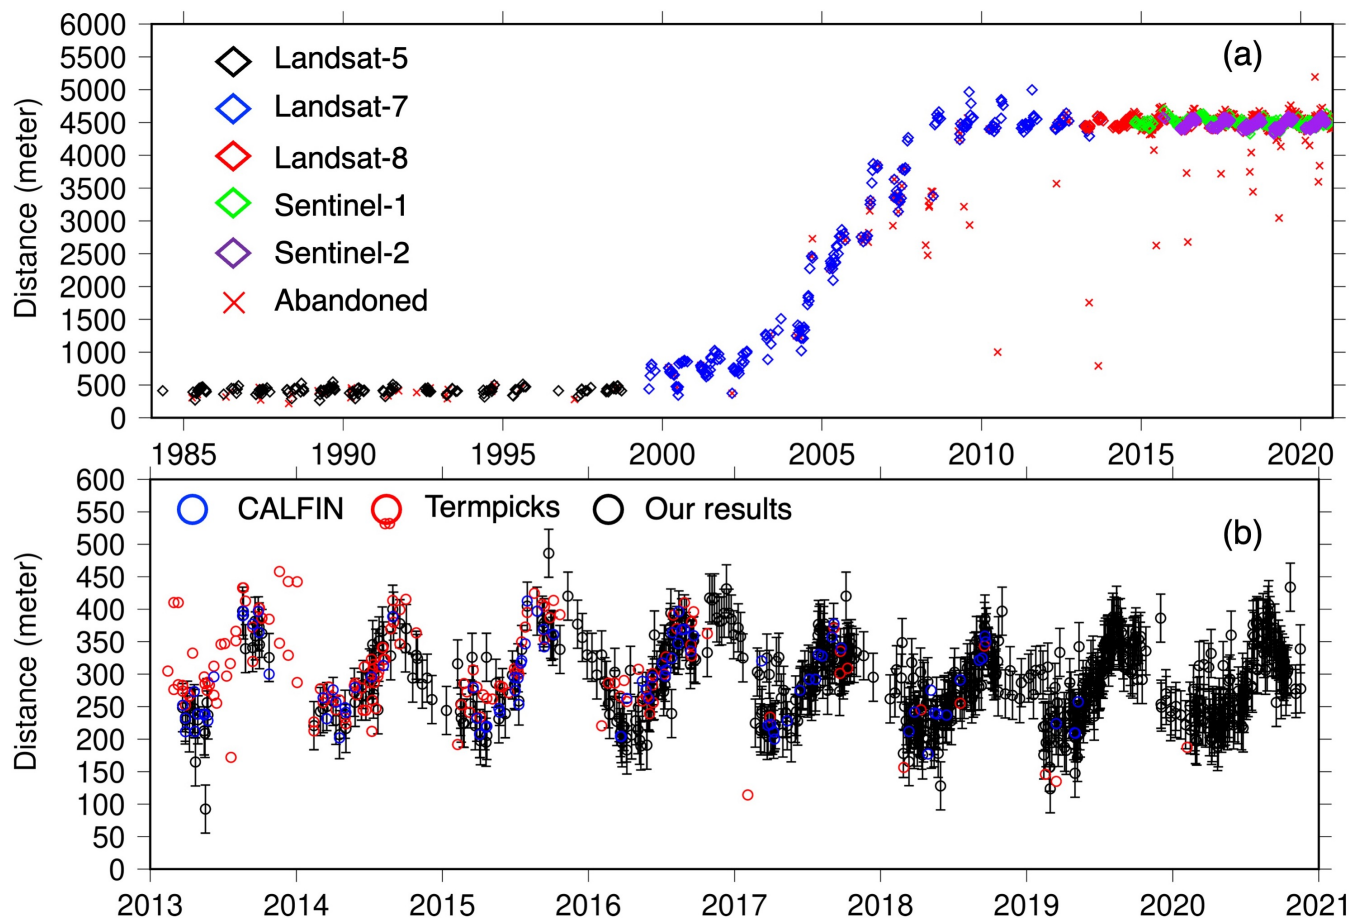 6000
5500
5000
4500
4000
3500
3000
2500
2000
1500
1000
500
0
Distance (meter)
(a)
Landsat-5
Landsat-7
Landsat-8
Sentinel-1
Sentinel-2
Abandoned
1985 1990 1995 2000 2005 2010 2015 2020
600
550
500
450
400
350
300
250
200
150
100
50
0
Distance (meter)
CALFIN Termpicks Our results
(b)
2013 2014 2015 2016 2017 2018 2019 2020 2021